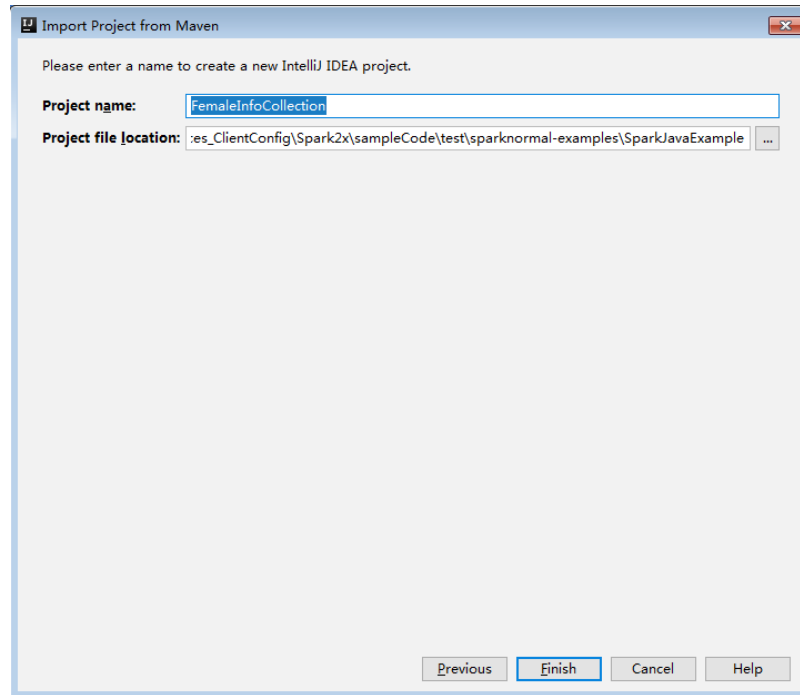 Import Project from Maven
Please enter a name to create a new IntelliJ IDEA project.
Project name: FemaleInfoCollection
Project file location: :es_ClientConfig\Spark2x\sampleCode\test\sparknormal-examples\SparkJavaExample ...
Previous Finish Cancel Help